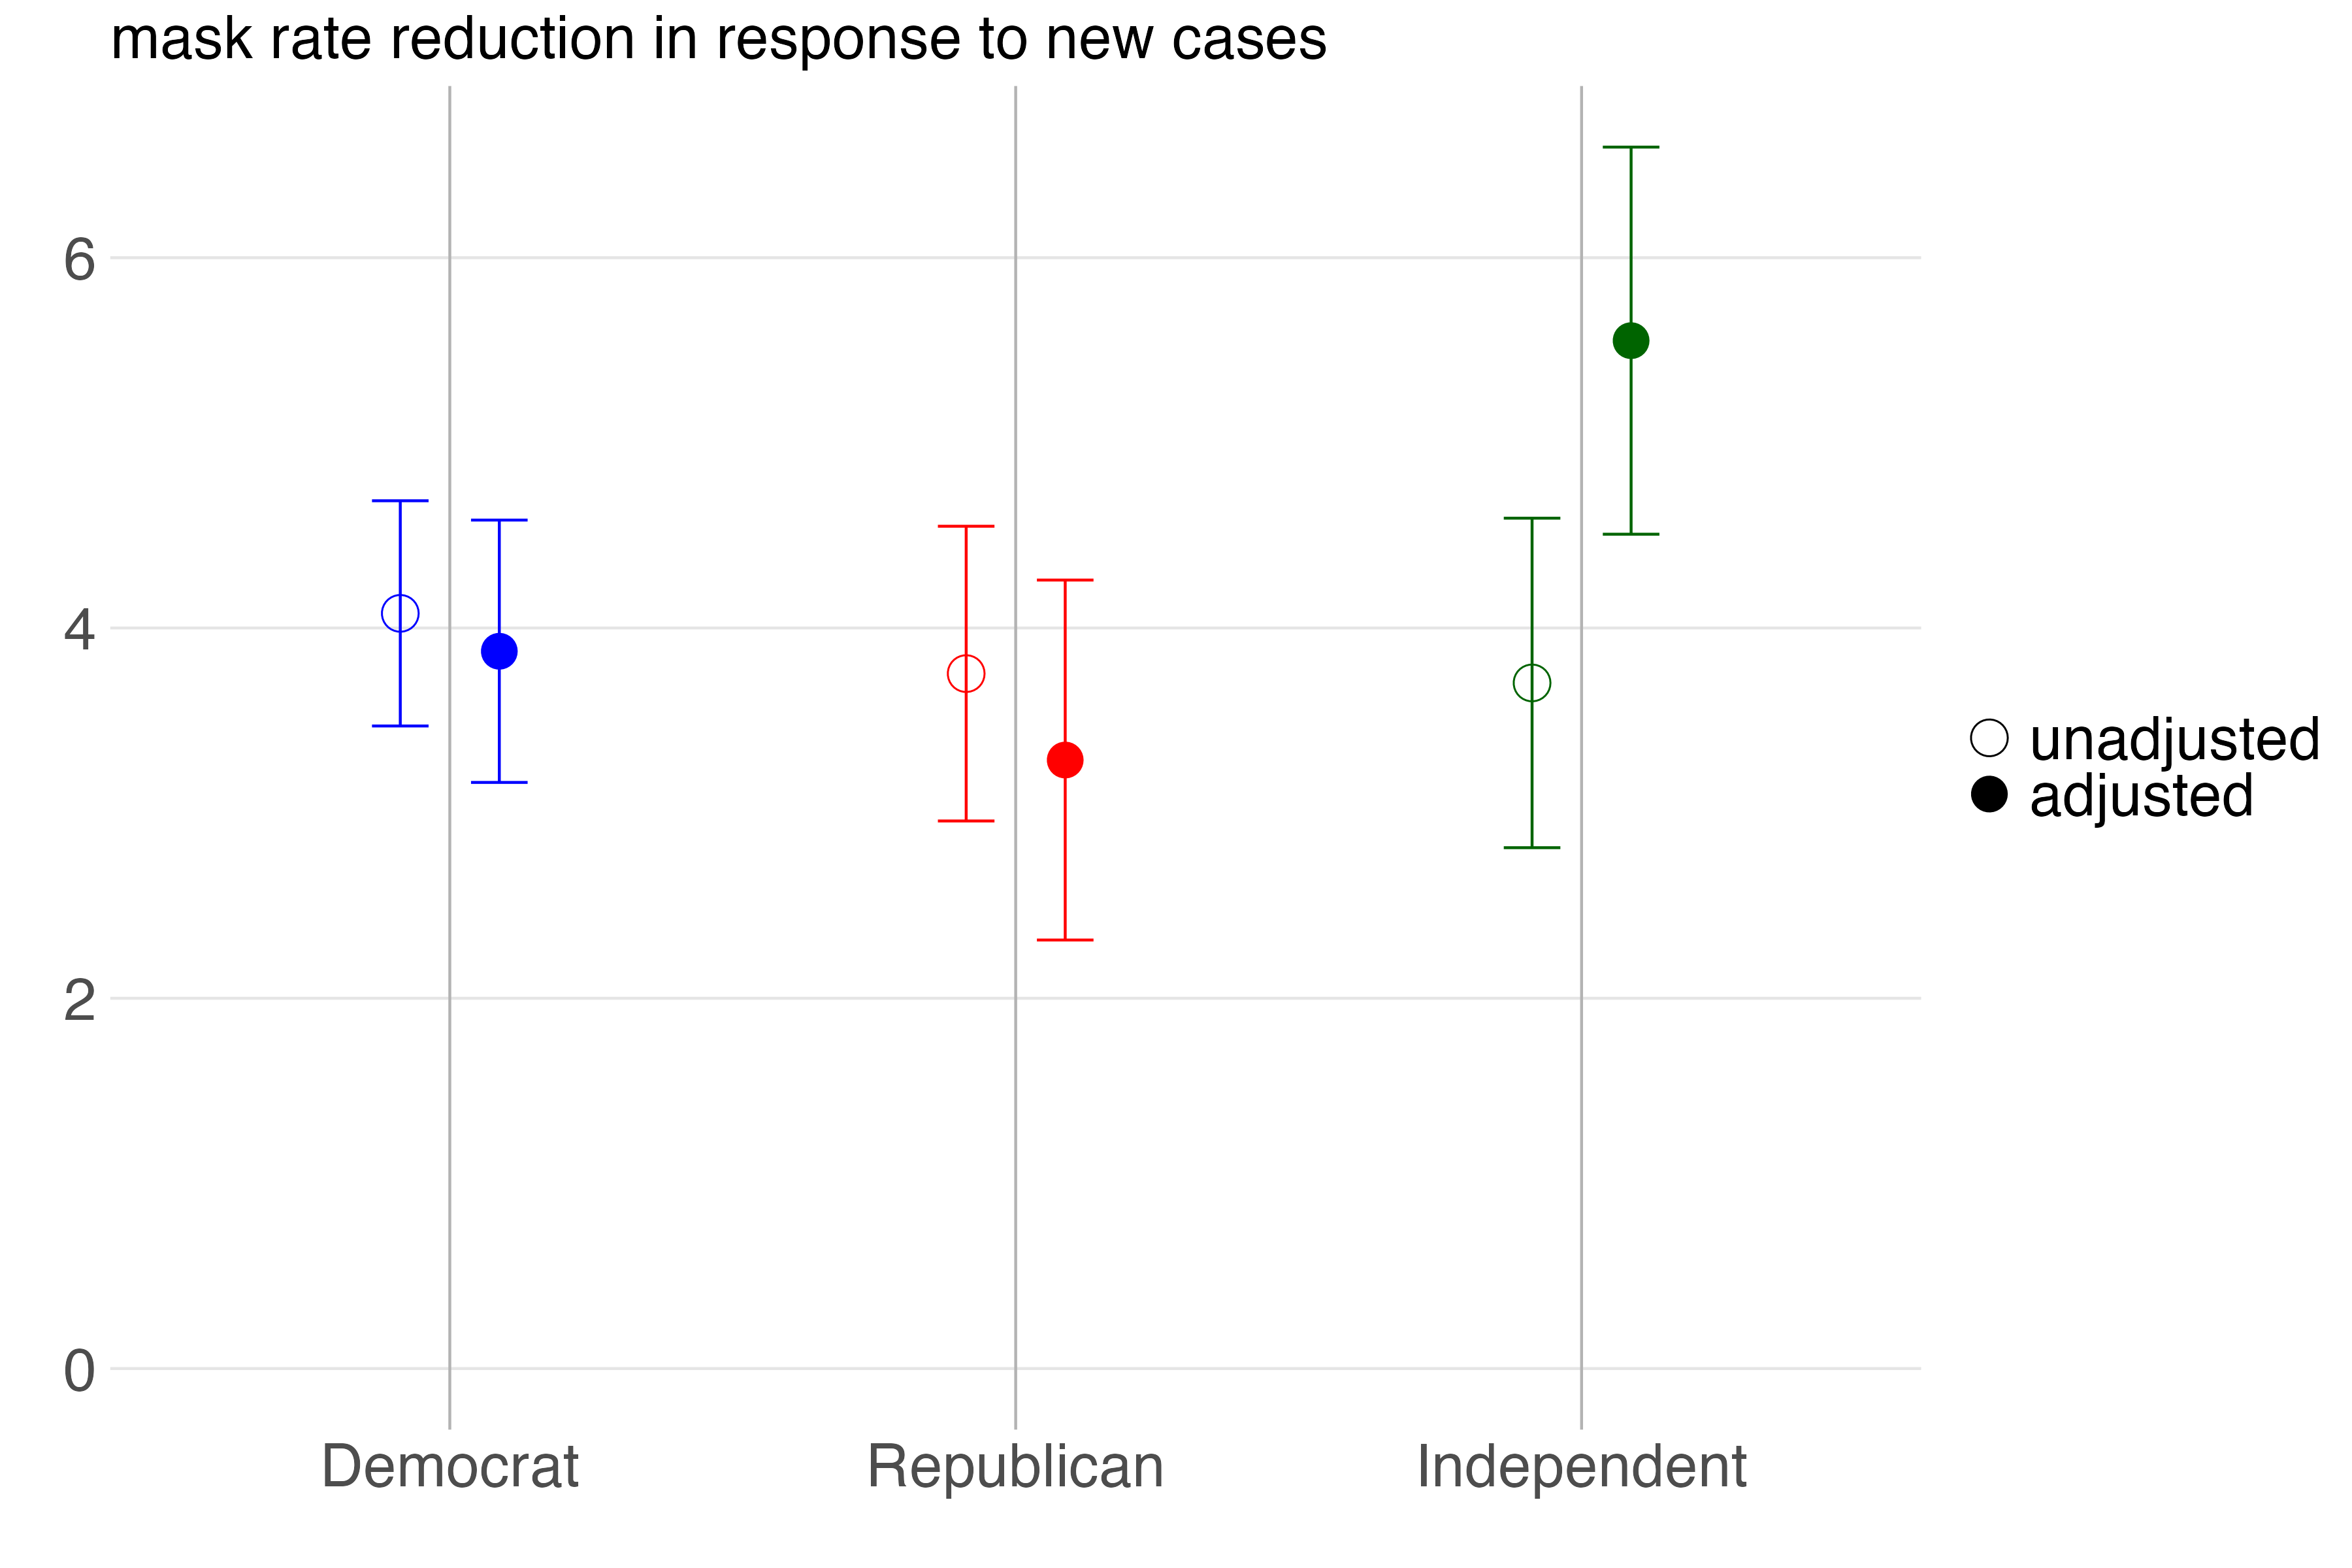 mask rate reduction in response to new cases
6
4
2
0
Democrat Republican Independent
unadjusted
adjusted